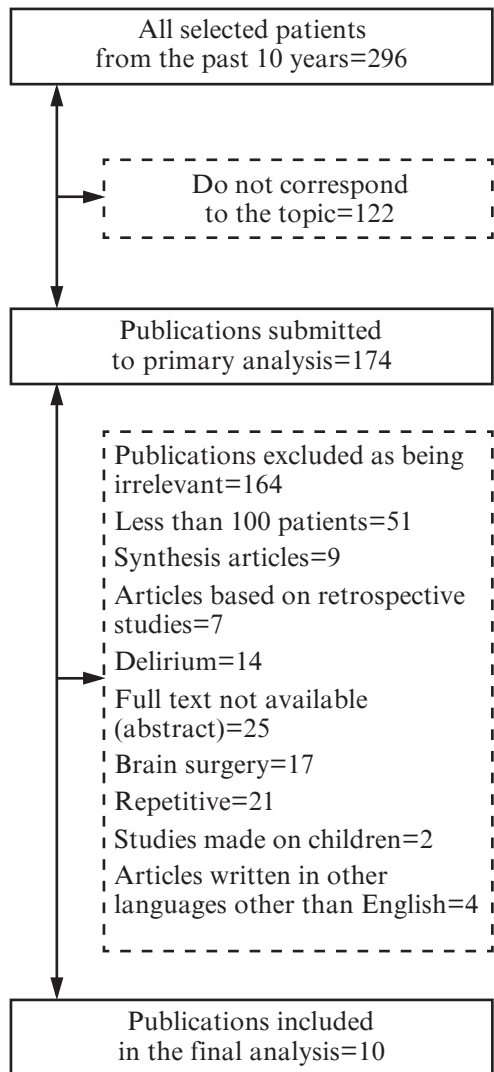 All selected patients
from the past 10 years=296
Do not correspond
to the topic=122
Publications submitted
to primary analysis=174
Publications excluded as being
irrelevant=164
Less than 100 patients=51
Synthesis articles=9
Articles based on retrospective
studies=7
Delirium=14
Full text not available
(abstract)=25
Brain surgery=17
Repetitive=21
Studies made on children=2
Articles written in other
languages other than English=4
Publications included
in the final analysis=10